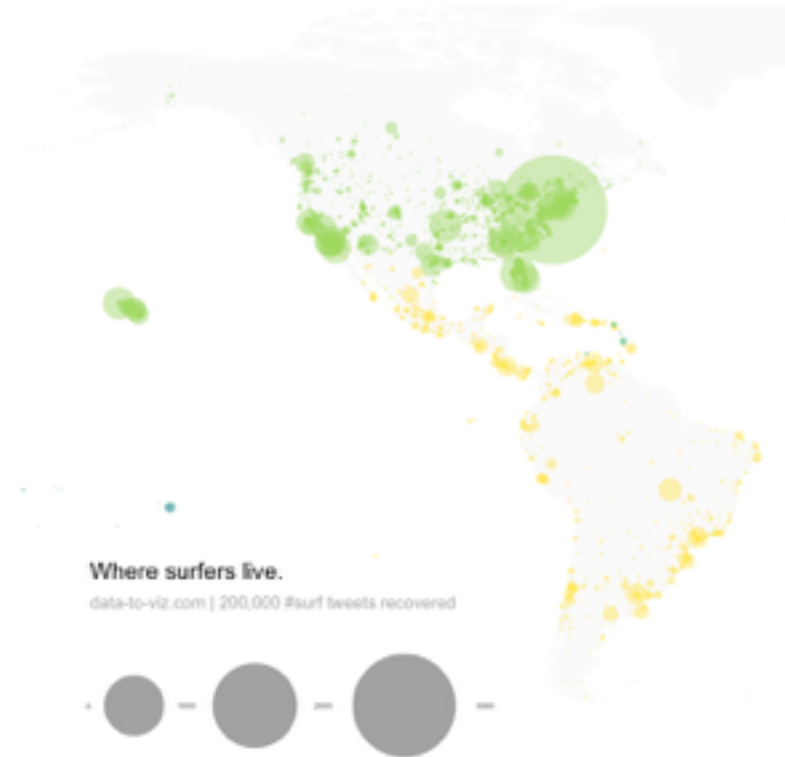 Where surfers live.
data-to-viz.com | 200,000 #surf tweets recovered